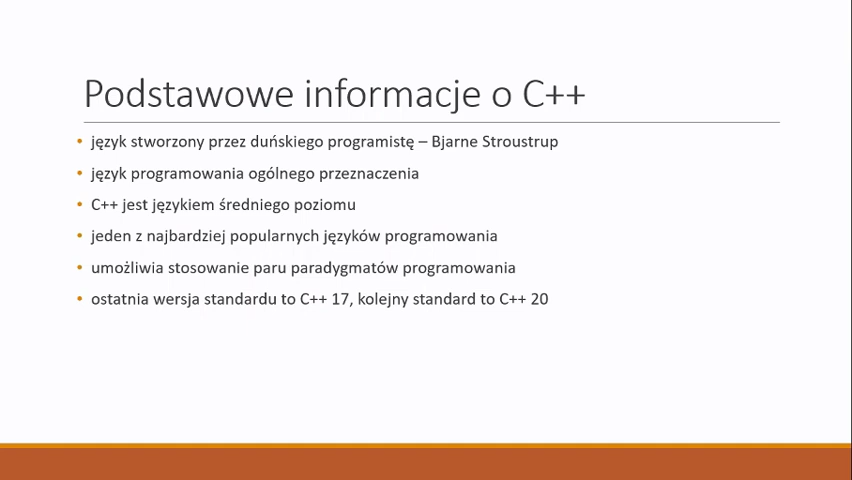 Podstawowe informacje o C++
• język stworzony przez duńskiego programistę – Bjarne Stroustrup
• język programowania ogólnego przeznaczenia
• C++ jest językiem średniego poziomu
• jeden z najbardziej popularnych języków programowania
• umożliwia stosowanie paru paradygmatów programowania
• ostatnia wersja standardu to C++ 17, kolejny standard to C++ 20